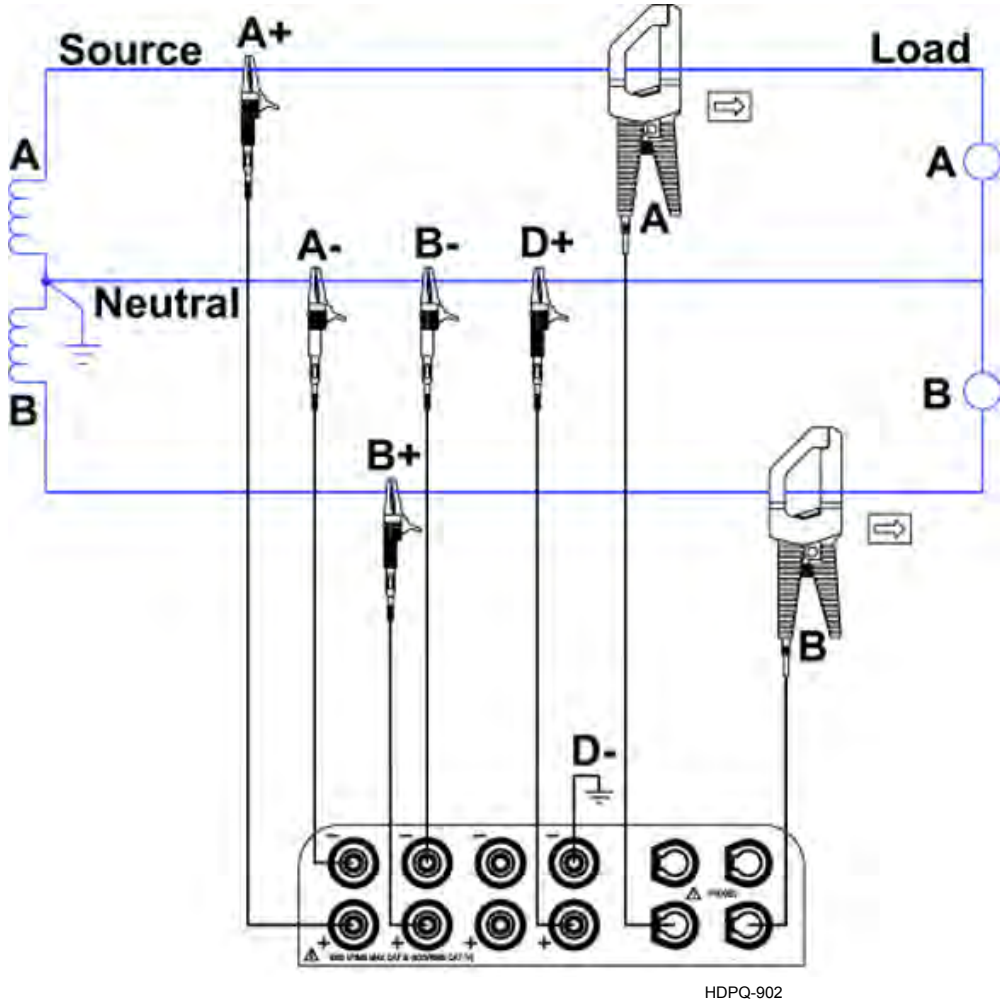 A+
Source
Load
A
A
A
A- B- D+
Neutral
B
B
B+
B
D-
- - - -
+ + + +
HDPQ-902